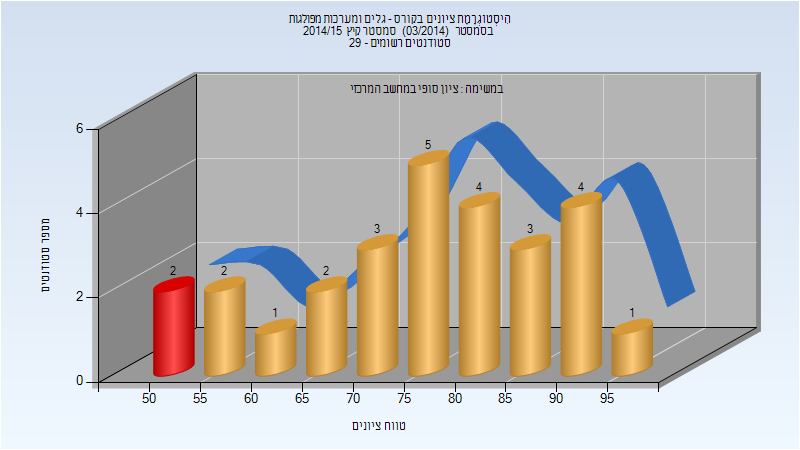 הִיסְטוֹגְרָמַת ציונים בקורס - גלים ומערכות מפולגות
בסמסטר (03/2014) סמסטר קיץ 2014/15
סטודנטים רשומים - 29
במשימה : ציון סופי במחשב המרכזי
מספר סטודנטים
6
4
2
0
2
2
1
2
3
5
4
3
4
1
50 55 60 65 70 75 80 85 90 95
טווח ציונים